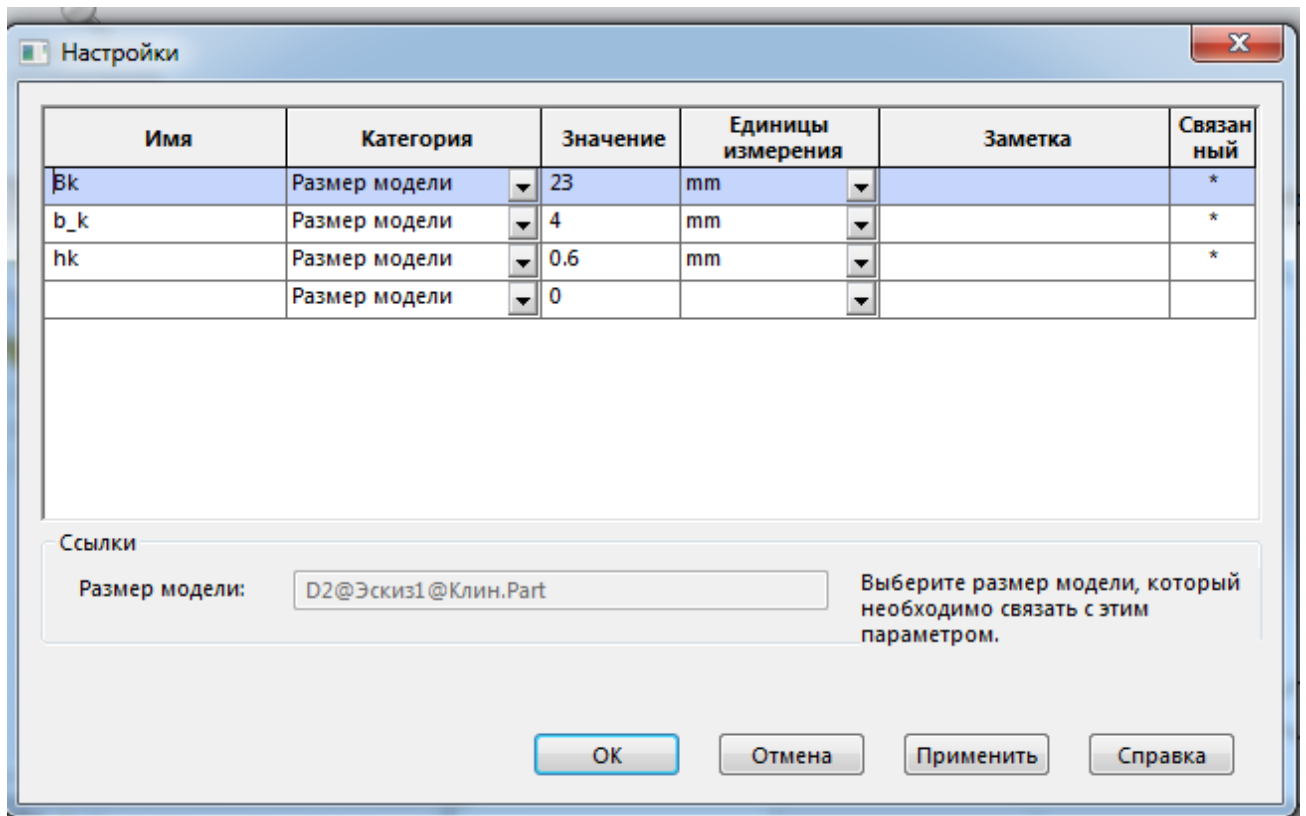 Настройки
Имя Категория Значение Единицы измерения Заметка Связан ный
Bk Размер модели 23 mm *
b_k Размер модели 4 mm *
hk Размер модели 0.6 mm *
Размер модели 0
Ссылки
Размер модели: D2@Эскиз1@Клин.Part
Выберите размер модели, который
необходимо связать с этим
параметром.
OK Отмена Применить Справка